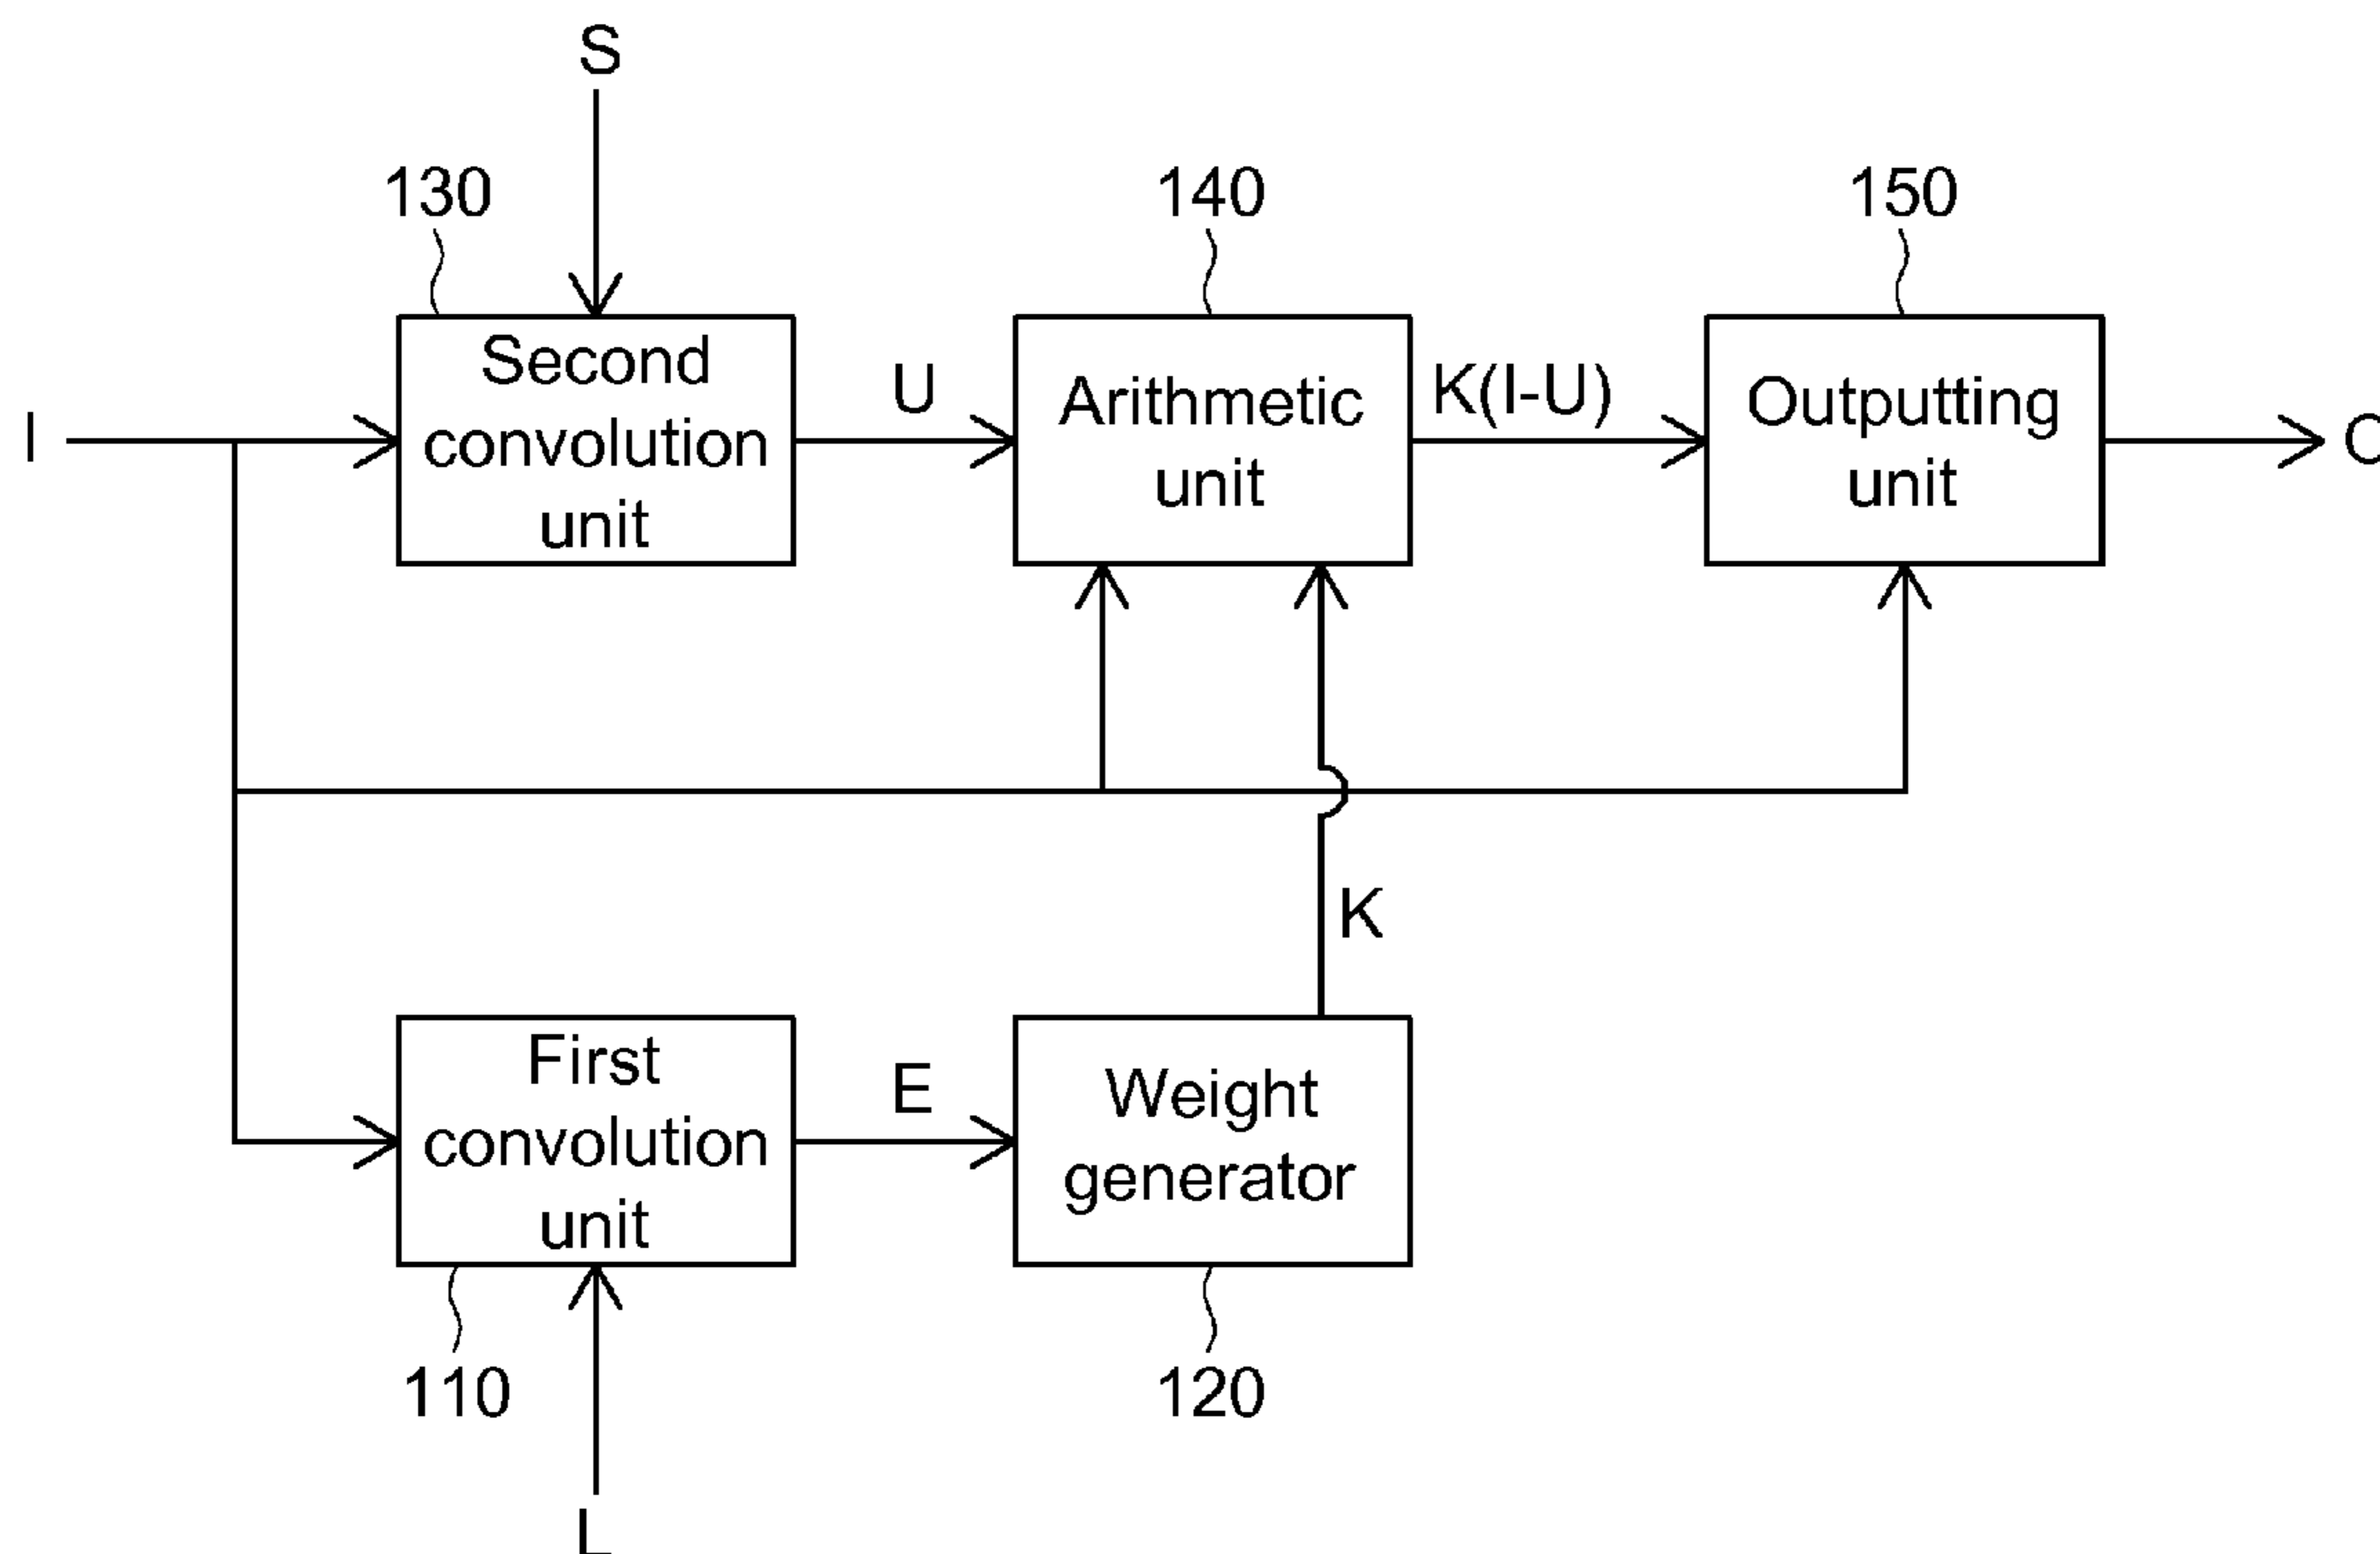 S
130
140
150
I
Second
convolution
unit
U
Arithmetic
unit
K(I-U)
Outputting
unit
K
First
convolution
unit
E
Weight
generator
110
120
L